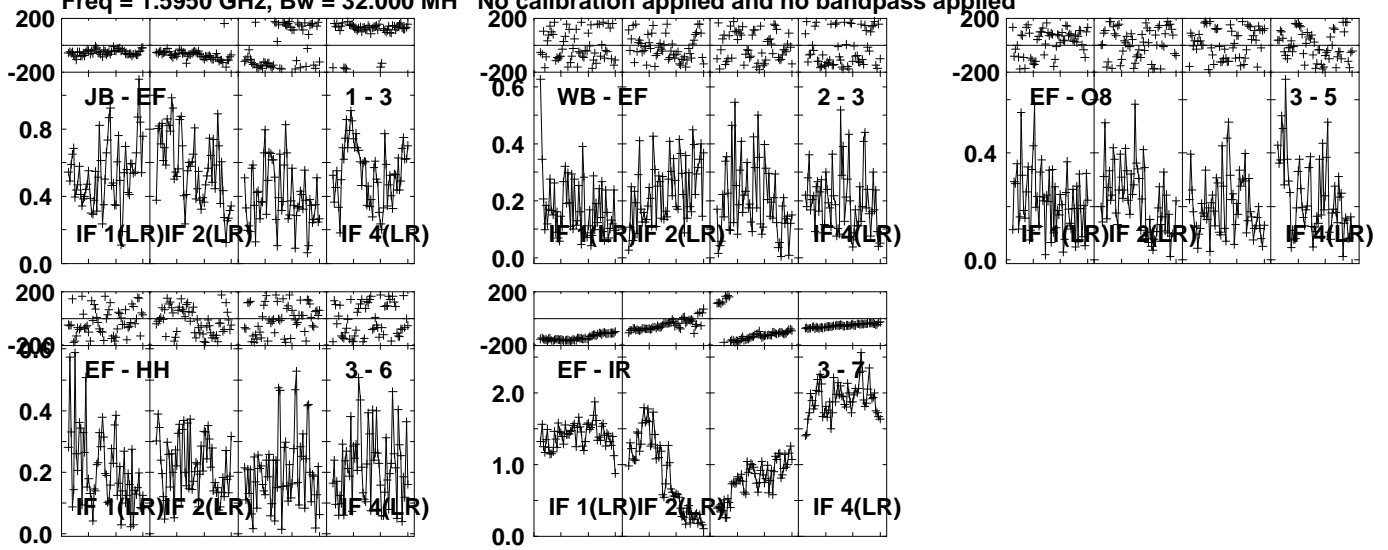 Freq = 1.5950 GHz, Bw = 32.000 MH No calibration applied and no bandpass applied
200
-200
JB - EF 1 - 3
0.8
0.4
0.0
IF 1(LR) IF 2(LR) IF 4(LR)
200
-200
0.6
WB - EF 2 - 3
0.4
0.2
0.0
IF 1(LR) IF 2(LR) IF 4(LR)
200
-200
EF - O8 3 - 5
0.4
0.0
IF 1(LR) IF 2(LR) IF 4(LR)
200
-200
0.6
EF - HH 3 - 6
0.4
0.2
0.0
IF 1(LR) IF 2(LR) IF 4(LR)
200
-200
EF - IR 3 - 7
2.0
1.0
0.0
IF 1(LR) IF 2(LR) IF 4(LR)